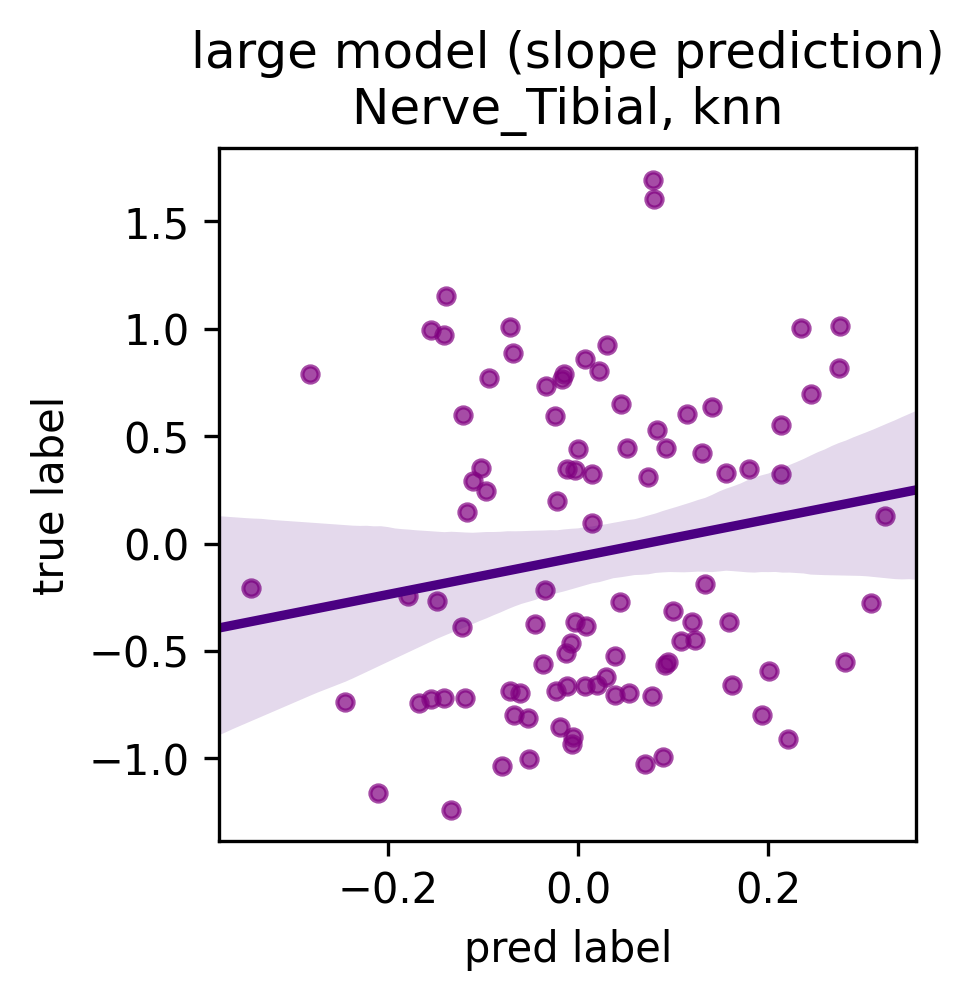 large model (slope prediction)
Nerve_Tibial, knn
1.5
1.0
0.5
0.0
−0.5
−1.0
true label
−0.2
0.0
0.2
pred label